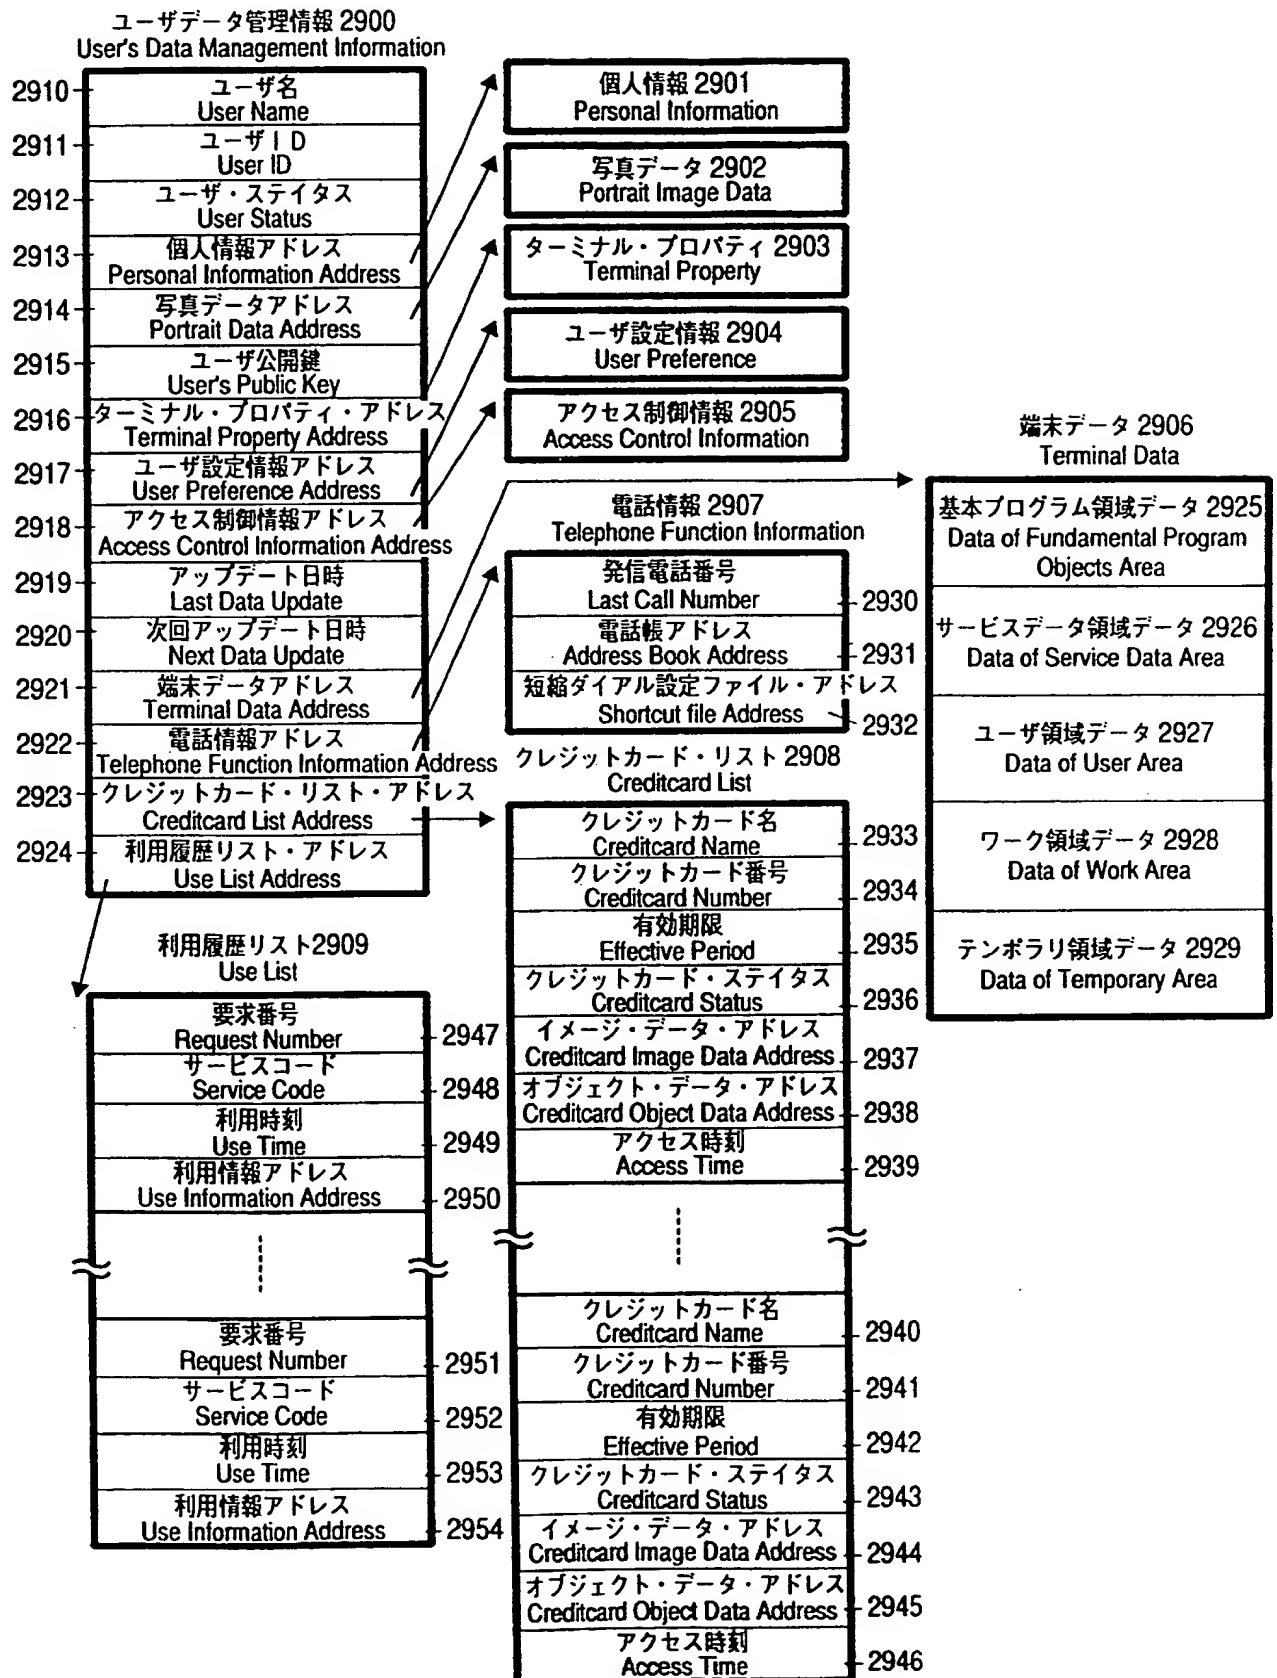 ユーザデータ管理情報 2900
User's Data Management Information
2910
ユーザ名
User Name
2911
ユーザID
User ID
2912
ユーザ・ステイタス
User Status
2913
個人情報アドレス
Personal Information Address
2914
写真データアドレス
Portrait Data Address
2915
ユーザ公開鍵
User's Public Key
2916
ターミナル・プロパティ・アドレス
Terminal Property Address
2917
ユーザ設定情報アドレス
User Preference Address
2918
アクセス制御情報アドレス
Access Control Information Address
2919
アップデート日時
Last Data Update
2920
次回アップデート日時
Next Data Update
2921
端末データアドレス
Terminal Data Address
2922
電話情報アドレス
Telephone Function Information Address
2923
クレジットカード・リスト・アドレス
Creditcard List Address
2924
利用履歴リスト・アドレス
Use List Address
個人情報 2901
Personal Information
写真データ 2902
Portrait Image Data
ターミナル・プロパティ 2903
Terminal Property
ユーザ設定情報 2904
User Preference
アクセス制御情報 2905
Access Control Information
端末データ 2906
Terminal Data
基本プログラム領域データ 2925
Data of Fundamental Program
Objects Area
サービスデータ領域データ 2926
Data of Service Data Area
ユーザ領域データ 2927
Data of User Area
ワーク領域データ 2928
Data of Work Area
テンポラリ領域データ 2929
Data of Temporary Area
電話情報 2907
Telephone Function Information
発信電話番号
Last Call Number
2930
電話帳アドレス
Address Book Address
2931
短縮ダイアル設定ファイル・アドレス
Shortcut file Address
2932
クレジットカード・リスト 2908
Creditcard List
クレジットカード名
Creditcard Name
2933
クレジットカード番号
Creditcard Number
2934
有効期限
Effective Period
2935
クレジットカード・ステイタス
Creditcard Status
2936
イメージ・データ・アドレス
Creditcard Image Data Address
2937
オブジェクト・データ・アドレス
Creditcard Object Data Address
2938
アクセス時刻
Access Time
2939
クレジットカード名
Creditcard Name
2940
クレジットカード番号
Creditcard Number
2941
有効期限
Effective Period
2942
クレジットカード・ステイタス
Creditcard Status
2943
イメージ・データ・アドレス
Creditcard Image Data Address
2944
オブジェクト・データ・アドレス
Creditcard Object Data Address
2945
アクセス時刻
Access Time
2946
利用履歴リスト2909
Use List
要求番号
Request Number
2947
サービスコード
Service Code
2948
利用時刻
Use Time
2949
利用情報アドレス
Use Information Address
2950
要求番号
Request Number
2951
サービスコード
Service Code
2952
利用時刻
Use Time
2953
利用情報アドレス
Use Information Address
2954